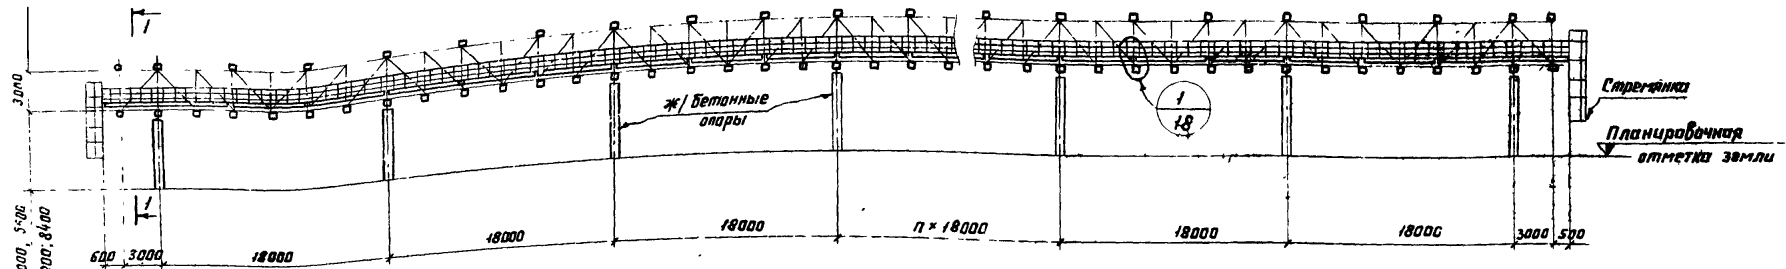 1
3000
ж/бетонные
опоры
1
18
Стремянка
Планировочная
отметка земли
1
600
3000
18000
18000
18000
п × 18000
18000
18000
3000
500